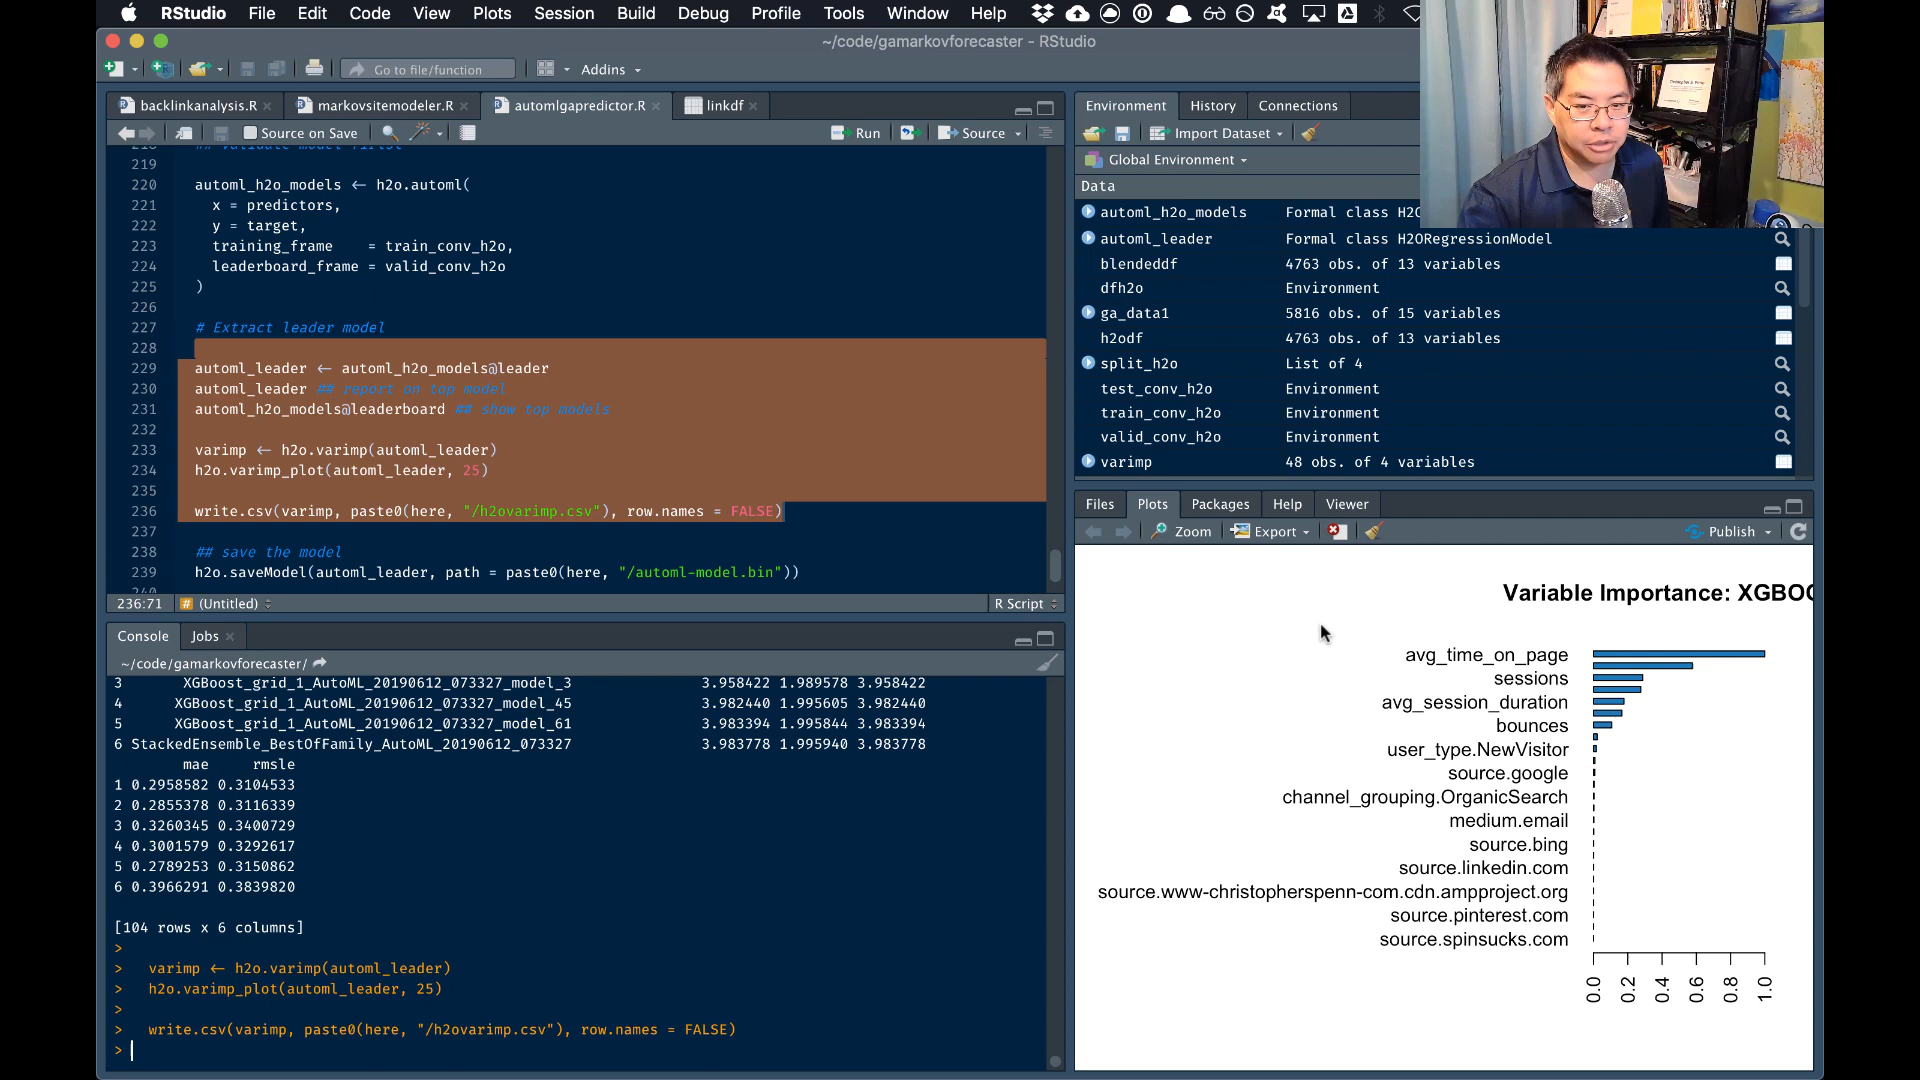 RStudio File Edit Code View Plots Session Build Debug Profile Tools Window Help
~/code/gamarkovforecaster - RStudio
Go to file/function
Addins
backlinkanalysis.R
markovsitemodeler.R
automlgapredictor.R
linkdf
Source on Save
Run
Source
219
220 automl_h2o_models <- h2o.automl(
221 x = predictors,
222 y = target,
223 training_frame = train_conv_h2o,
224 leaderboard_frame = valid_conv_h2o
225 )
226
227 # Extract leader model
228
229 automl_leader <- automl_h2o_models@leader
230 automl_leader ## report on top model
231 automl_h2o_models@leaderboard ## show top models
232
233 varimp <- h2o.varimp(automl_leader)
234 h2o.varimp_plot(automl_leader, 25)
235
236 write.csv(varimp, paste0(here, "/h2ovarimp.csv"), row.names = FALSE)
237
238 ## save the model
239 h2o.saveModel(automl_leader, path = paste0(here, "/automl-model.bin"))
236:71 # (Untitled) R Script
Console Jobs
~/code/gamarkovforecaster/
3 XGBoost_grid_1_AutoML_20190612_073327_model_3 3.958422 1.989578 3.958422
4 XGBoost_grid_1_AutoML_20190612_073327_model_45 3.982440 1.995605 3.982440
5 XGBoost_grid_1_AutoML_20190612_073327_model_61 3.983394 1.995844 3.983394
6 StackedEnsemble_BestOfFamily_AutoML_20190612_073327 3.983778 1.995940 3.983778
mae rmsle
1 0.2958582 0.3104533
2 0.2855378 0.3116339
3 0.3260345 0.3400729
4 0.3001579 0.3292617
5 0.2789253 0.3150862
6 0.3966291 0.3839820
[104 rows x 6 columns]
>
> varimp <- h2o.varimp(automl_leader)
> h2o.varimp_plot(automl_leader, 25)
>
> write.csv(varimp, paste0(here, "/h2ovarimp.csv"), row.names = FALSE)
>
Environment History Connections
Import Dataset
Global Environment
Data
automl_h2o_models Formal class H2O
automl_leader Formal class H2ORegressionModel
blendeddf 4763 obs. of 13 variables
dfh2o Environment
ga_data1 5816 obs. of 15 variables
h2odf 4763 obs. of 13 variables
split_h2o List of 4
test_conv_h2o Environment
train_conv_h2o Environment
valid_conv_h2o Environment
varimp 48 obs. of 4 variables
Files Plots Packages Help Viewer
Zoom Export Publish
Variable Importance: XGBOO
avg_time_on_page
sessions
avg_session_duration
bounces
user_type.NewVisitor
source.google
channel_grouping.OrganicSearch
medium.email
source.bing
source.linkedin.com
source.www-christopherspenn-com.cdn.ampproject.org
source.pinterest.com
source.spinsucks.com
0.0 0.2 0.4 0.6 0.8 1.0